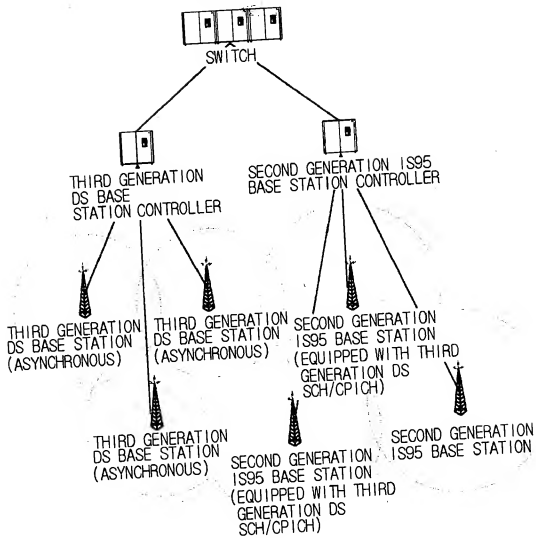 SWITCH
THIRD GENERATION
DS BASE
STATION CONTROLLER
SECOND GENERATION IS95
BASE STATION CONTROLLER
THIRD GENERATION
DS BASE STATION
(ASYNCHRONOUS)
THIRD GENERATION
DS BASE STATION
(ASYNCHRONOUS)
SECOND GENERATION
IS95 BASE STATION
(EQUIPPED WITH THIRD
GENERATION DS
SCH/CPICH)
THIRD GENERATION
DS BASE STATION
(ASYNCHRONOUS)
SECOND GENERATION
IS95 BASE STATION
(EQUIPPED WITH THIRD
GENERATION DS
SCH/CPICH)
SECOND GENERATION
IS95 BASE STATION